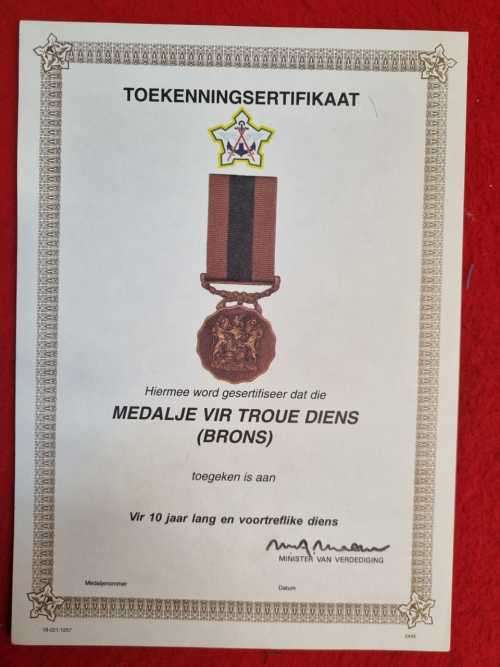 TOEKENNINGSERTIFIKAAT
Hiermee word gesertifiseer dat die
MEDALJE VIR TROUE DIENS
(BRONS)
toegeken is aan
Vir 10 jaar lang en voortreflike diens
MINISTER VAN VERDEDIGING
Medaljenommer
Datum